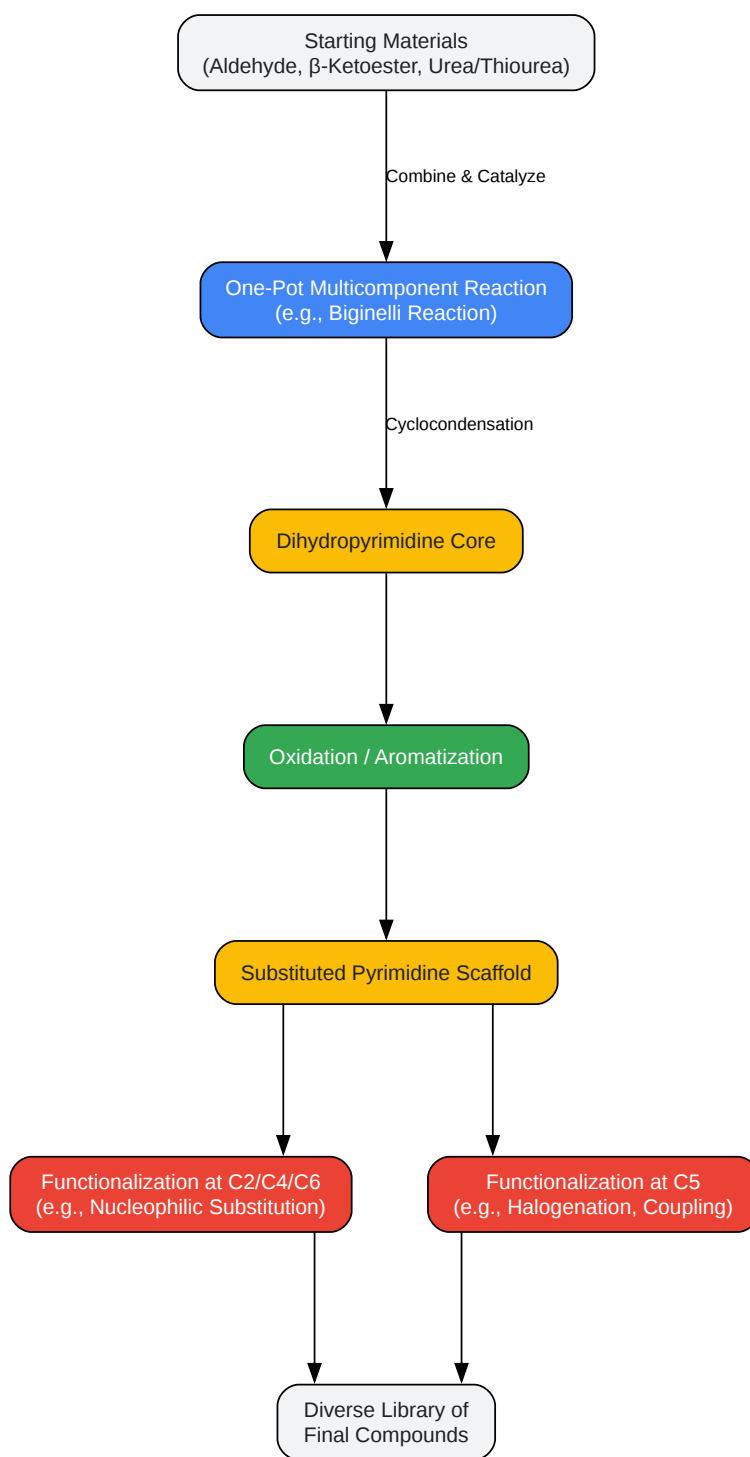 Starting Materials
(Aldehyde, β-Ketoester, Urea/Thiourea)
Combine & Catalyze
One-Pot Multicomponent Reaction
(e.g., Biginelli Reaction)
Cyclocondensation
Dihydropyrimidine Core
Oxidation / Aromatization
Substituted Pyrimidine Scaffold
Functionalization at C2/C4/C6
(e.g., Nucleophilic Substitution)
Functionalization at C5
(e.g., Halogenation, Coupling)
Diverse Library of
Final Compounds